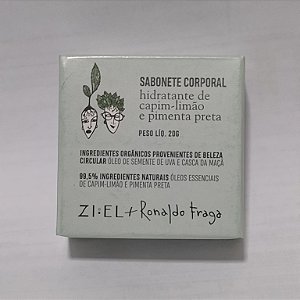 SABONETE CORPORAL
hidratante de
capim-limão
e pimenta preta
PESO LÍQ. 20G
INGREDIENTES ORGÂNICOS PROVENIENTES DE BELEZA
CIRCULAR ÓLEO DE SEMENTE DE UVA E CASCA DA MAÇÃ
99,5% INGREDIENTES NATURAIS ÓLEOS ESSENCIAIS
DE CAPIM-LIMÃO E PIMENTA PRETA
ZIEL + Ronaldo Fraga